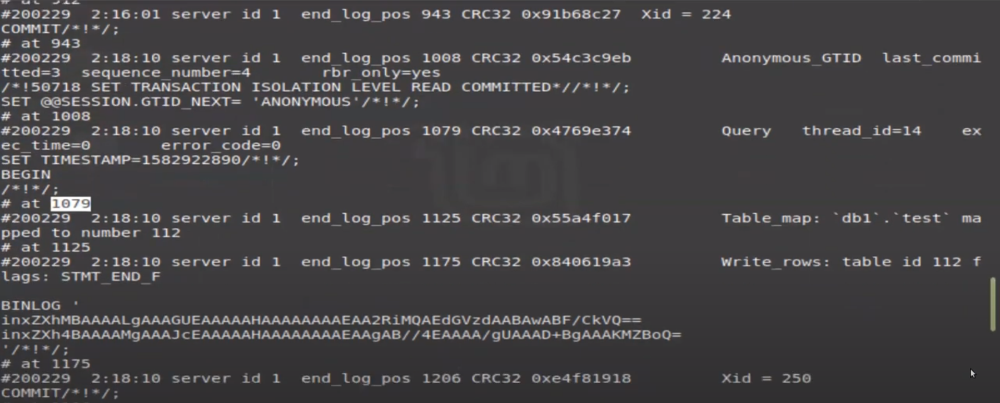 # at 912
#200229  2:16:01 server id 1  end_log_pos 943 CRC32 0x91b68c27  Xid = 224
COMMIT/*!*/;
# at 943
#200229  2:18:10 server id 1  end_log_pos 1008 CRC32 0x54c3c9eb         Anonymous_GTID  last_commi
tted=3  sequence_number=4       rbr_only=yes
/*!50718 SET TRANSACTION ISOLATION LEVEL READ COMMITTED*//*!*/;
SET @@SESSION.GTID_NEXT= 'ANONYMOUS'/*!*/;
# at 1008
#200229  2:18:10 server id 1  end_log_pos 1079 CRC32 0x4769e374         Query   thread_id=14    ex
ec_time=0       error_code=0
SET TIMESTAMP=1582922890/*!*/;
BEGIN
/*!*/;
# at 1079
#200229  2:18:10 server id 1  end_log_pos 1125 CRC32 0x55a4f017         Table_map: `db1`.`test` ma
pped to number 112
# at 1125
#200229  2:18:10 server id 1  end_log_pos 1175 CRC32 0x840619a3         Write_rows: table id 112 f
lags: STMT_END_F
BINLOG '
inxZXhMBAAAALgAAAGUEAAAAAHAAAAAAAAEAA2RiMQAEdGVzdAABAwABF/CkVQ==
inxZXh4BAAAAMgAAAJcEAAAAAHAAAAAAAAEAAgAB//4EAAAA/gUAAAD+BgAAAKMZBoQ=
'/*!*/;
# at 1175
#200229  2:18:10 server id 1  end_log_pos 1206 CRC32 0xe4f81918         Xid = 250
COMMIT/*!*/;